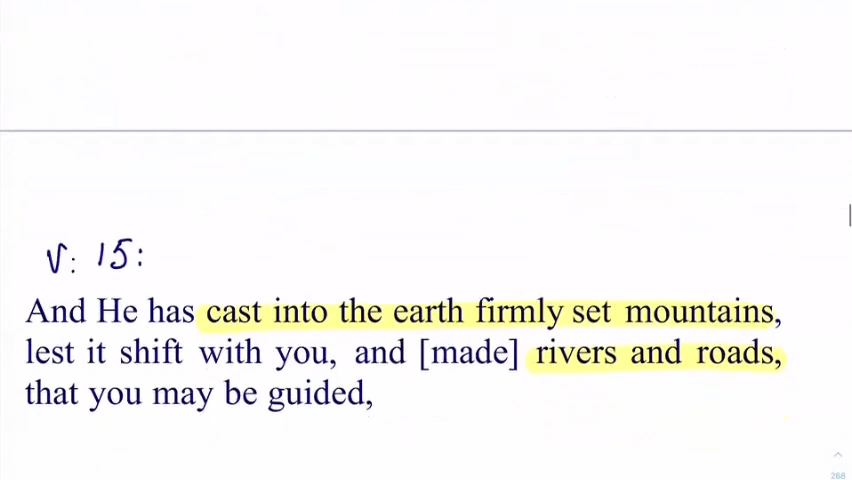 V: 15:
And He has cast into the earth firmly set mountains,
lest it shift with you, and [made] rivers and roads,
that you may be guided,
288